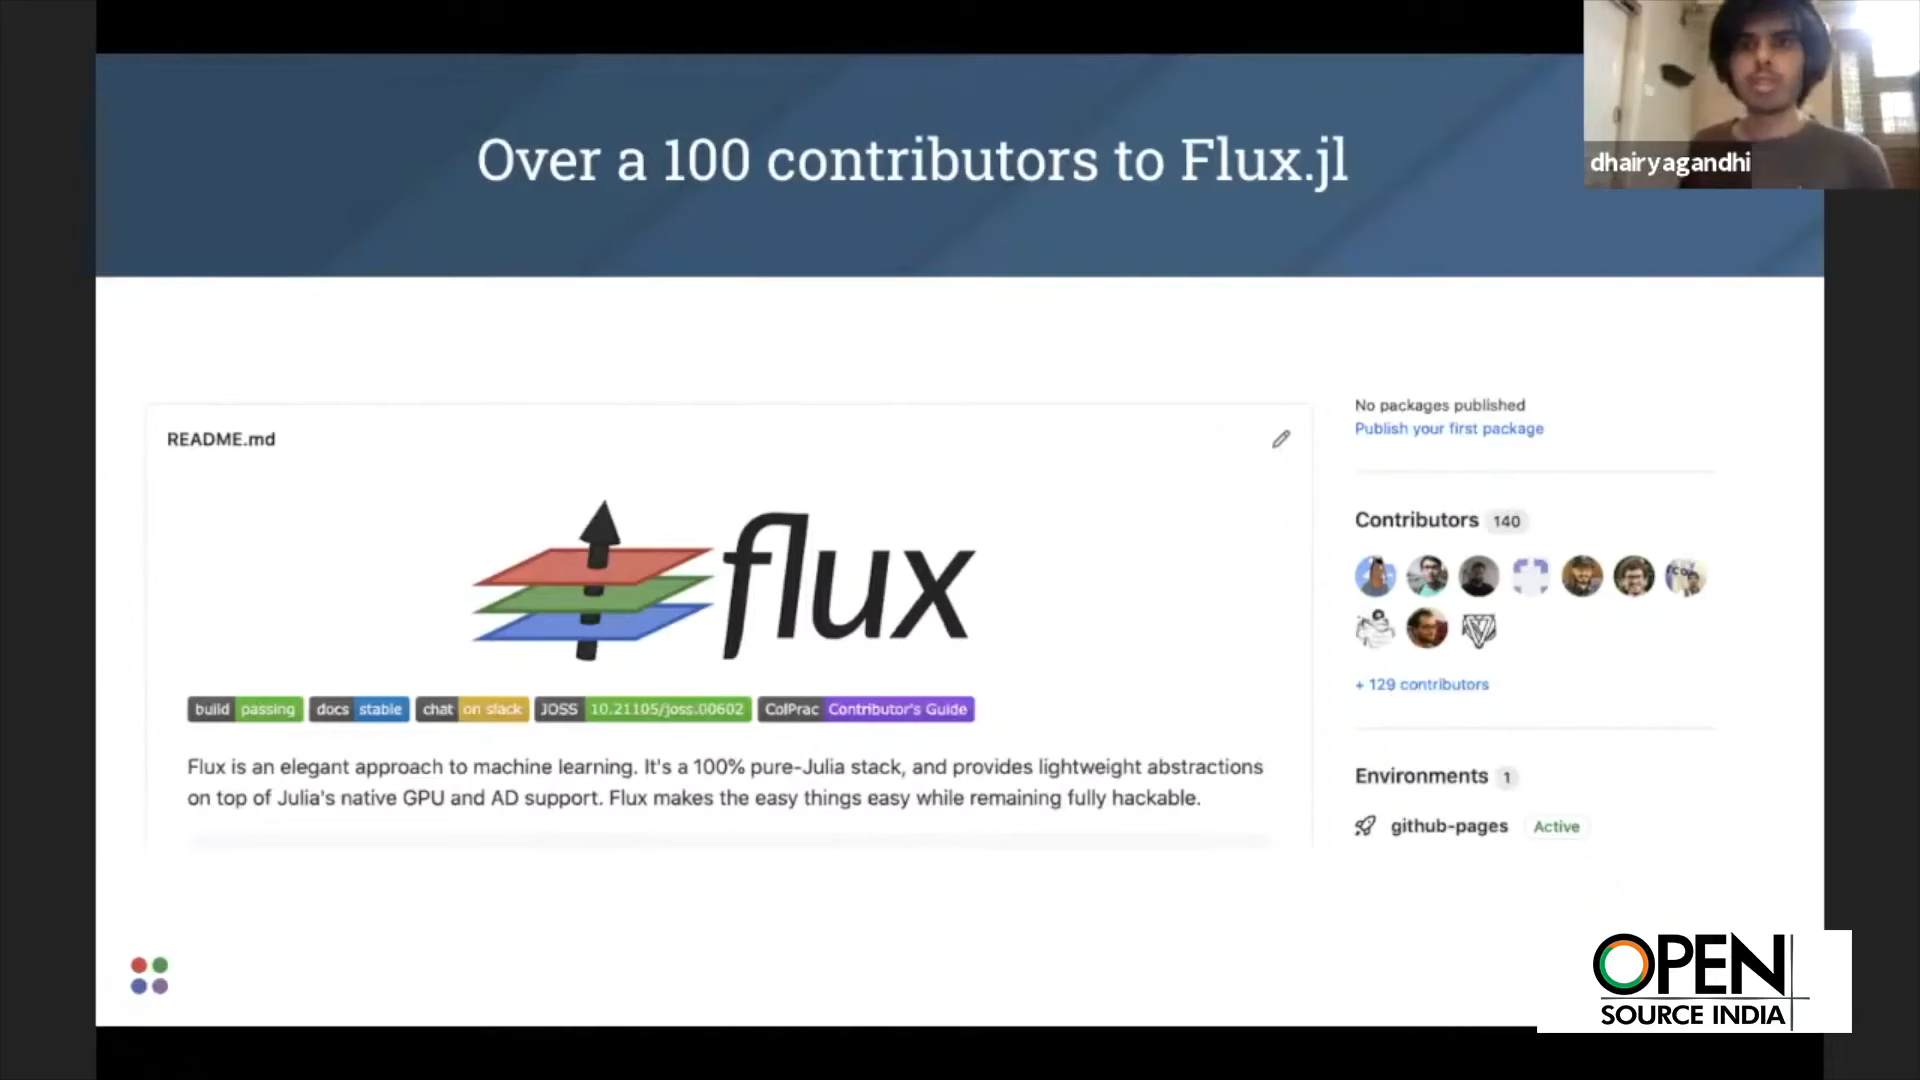 Over a 100 contributors to Flux.jl
dhairyagandhi
README.md
flux
build passing docs stable chat on slack JOSS 10.21105/joss.00602 ColPrac Contributor's Guide
Flux is an elegant approach to machine learning. It's a 100% pure-Julia stack, and provides lightweight abstractions
on top of Julia's native GPU and AD support. Flux makes the easy things easy while remaining fully hackable.
No packages published
Publish your first package
Contributors 140
+ 129 contributors
Environments 1
github-pages Active
OPEN
SOURCE INDIA